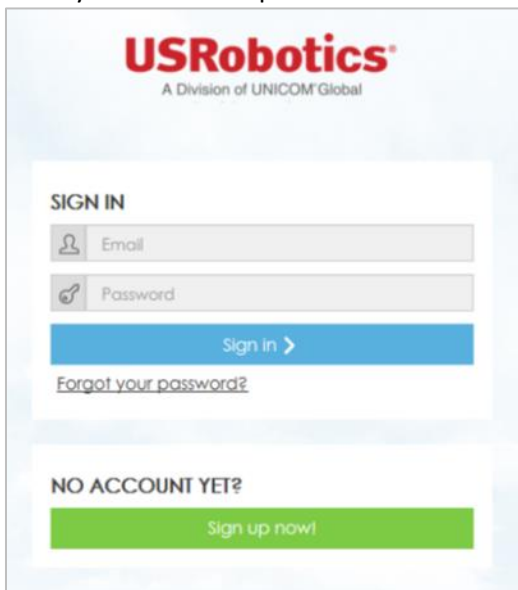 USRobotics®
A Division of UNICOM®Global
SIGN IN
Email
Password
Sign in
Forgot your password?
NO ACCOUNT YET?
Sign up now!